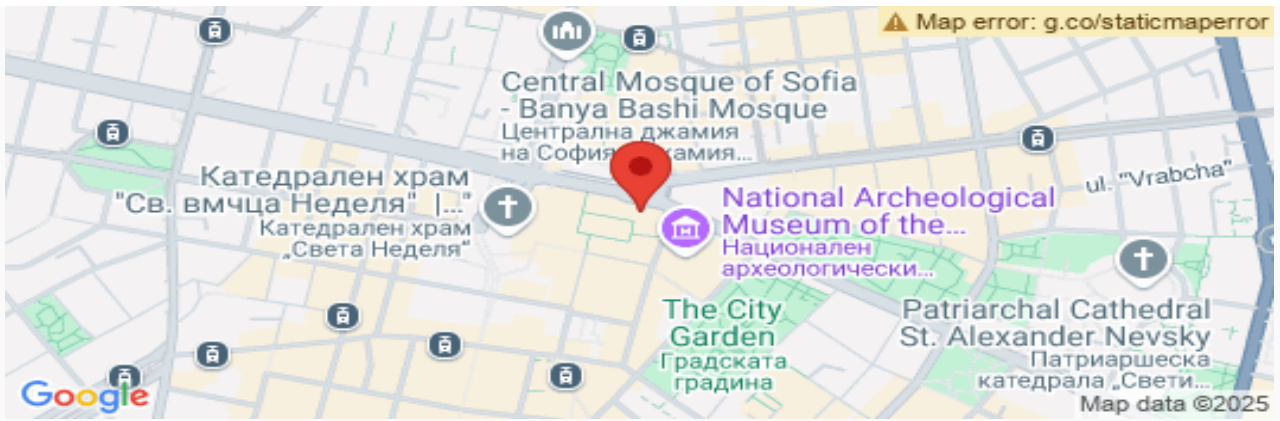 Map error: g.co/staticmaperror
Central Mosque of Sofia
- Banya Bashi Mosque
Централна джамия
на София
Катедрален храм
"Св. вмчца Неделя" |..."
Катедрален храм
„Света Неделя“
ul. "Vrabcha"
National Archeological
Museum of the...
Национален
археологически...
The City
Garden
Градската
градина
Patriarchal Cathedral
St. Alexander Nevsky
Патриаршеска
катедрала „Свети...
Google
Map data ©2025